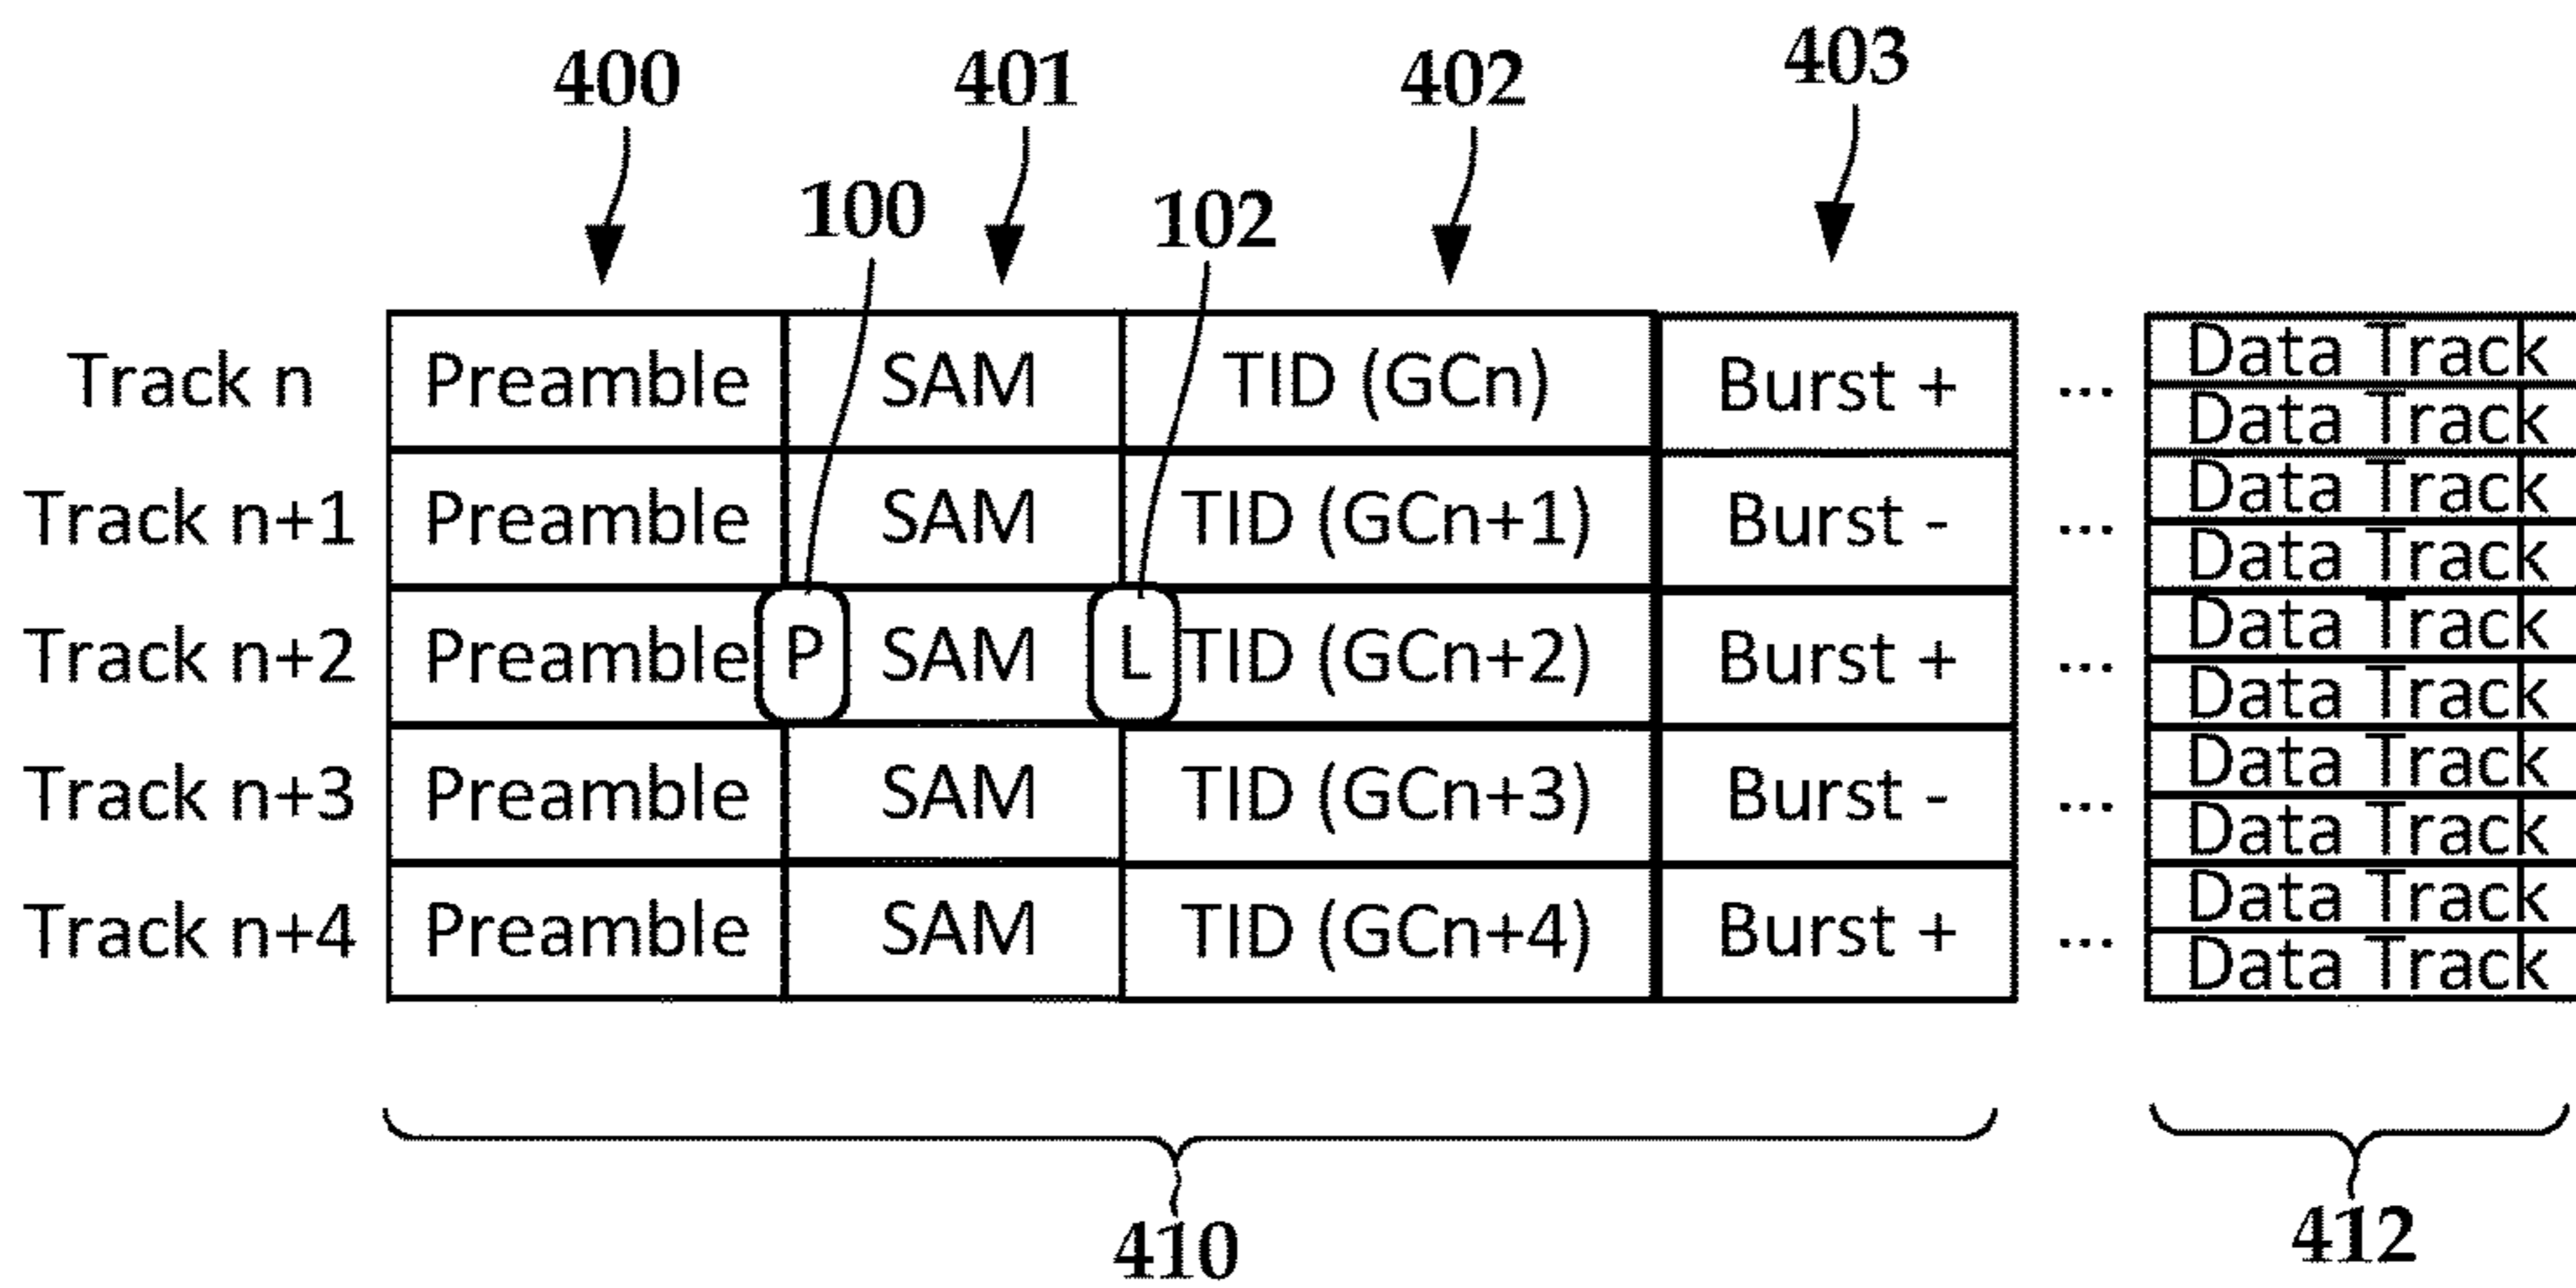 400 401 402 403
100 102
Track n Preamble SAM TID (GCn) Burst + ... Data Track
Data Track
Track n+1 Preamble SAM TID (GCn+1) Burst - ... Data Track
Data Track
Track n+2 Preamble P SAM L TID (GCn+2) Burst + ... Data Track
Data Track
Track n+3 Preamble SAM TID (GCn+3) Burst - ... Data Track
Data Track
Track n+4 Preamble SAM TID (GCn+4) Burst + ... Data Track
Data Track
410 412